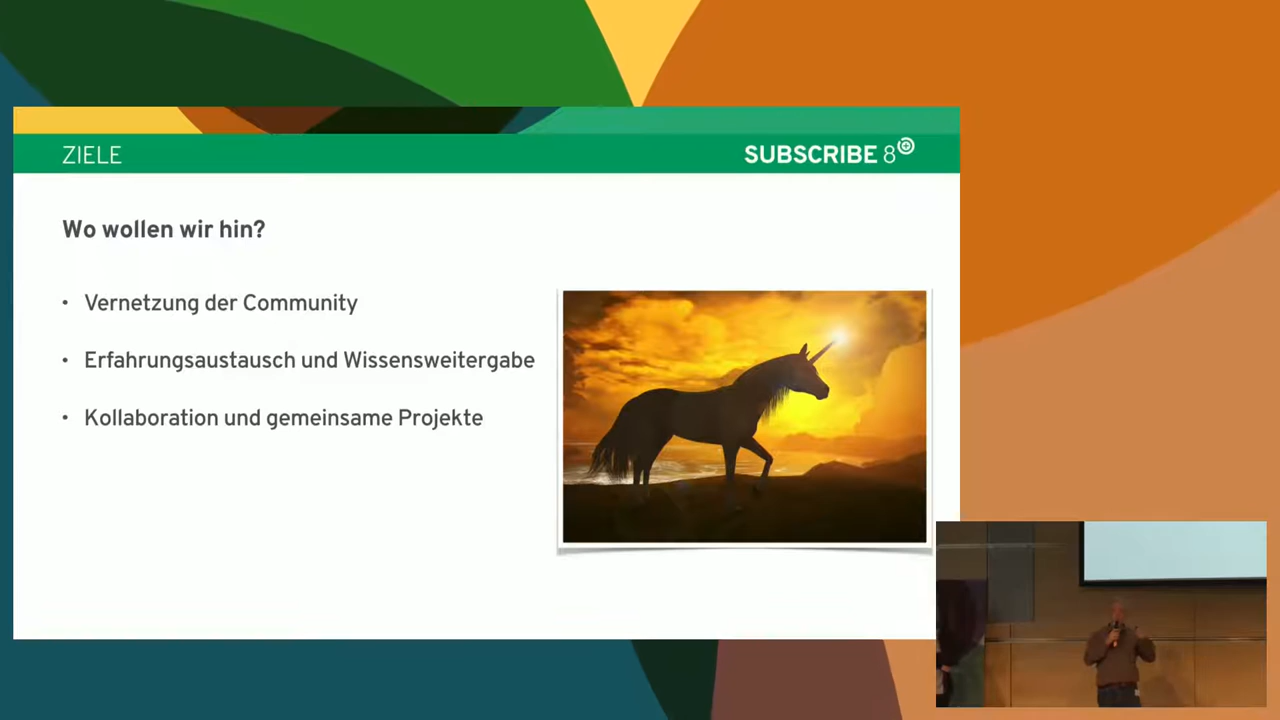 ZIELE
SUBSCRIBE 8
Wo wollen wir hin?
• Vernetzung der Community
• Erfahrungsaustausch und Wissensweitergabe
• Kollaboration und gemeinsame Projekte